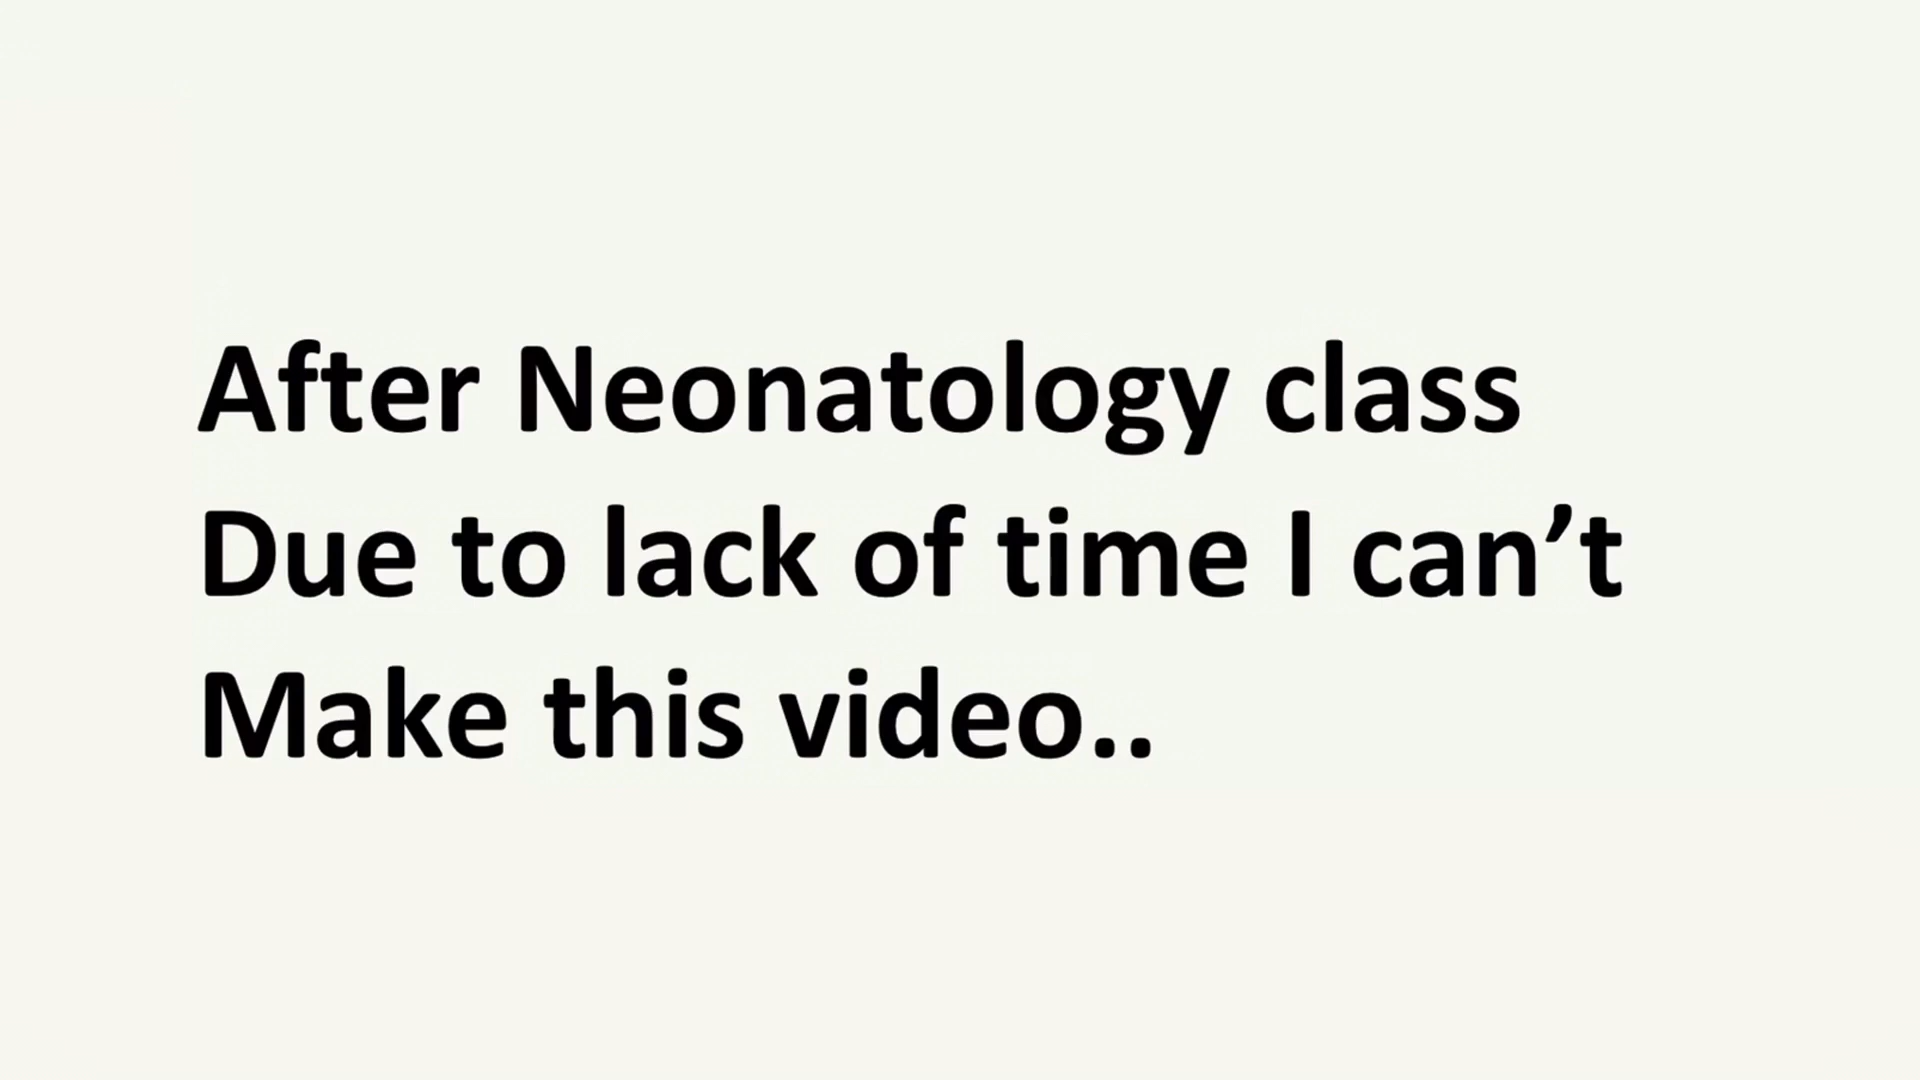 After Neonatology class
Due to lack of time I can’t
Make this video..